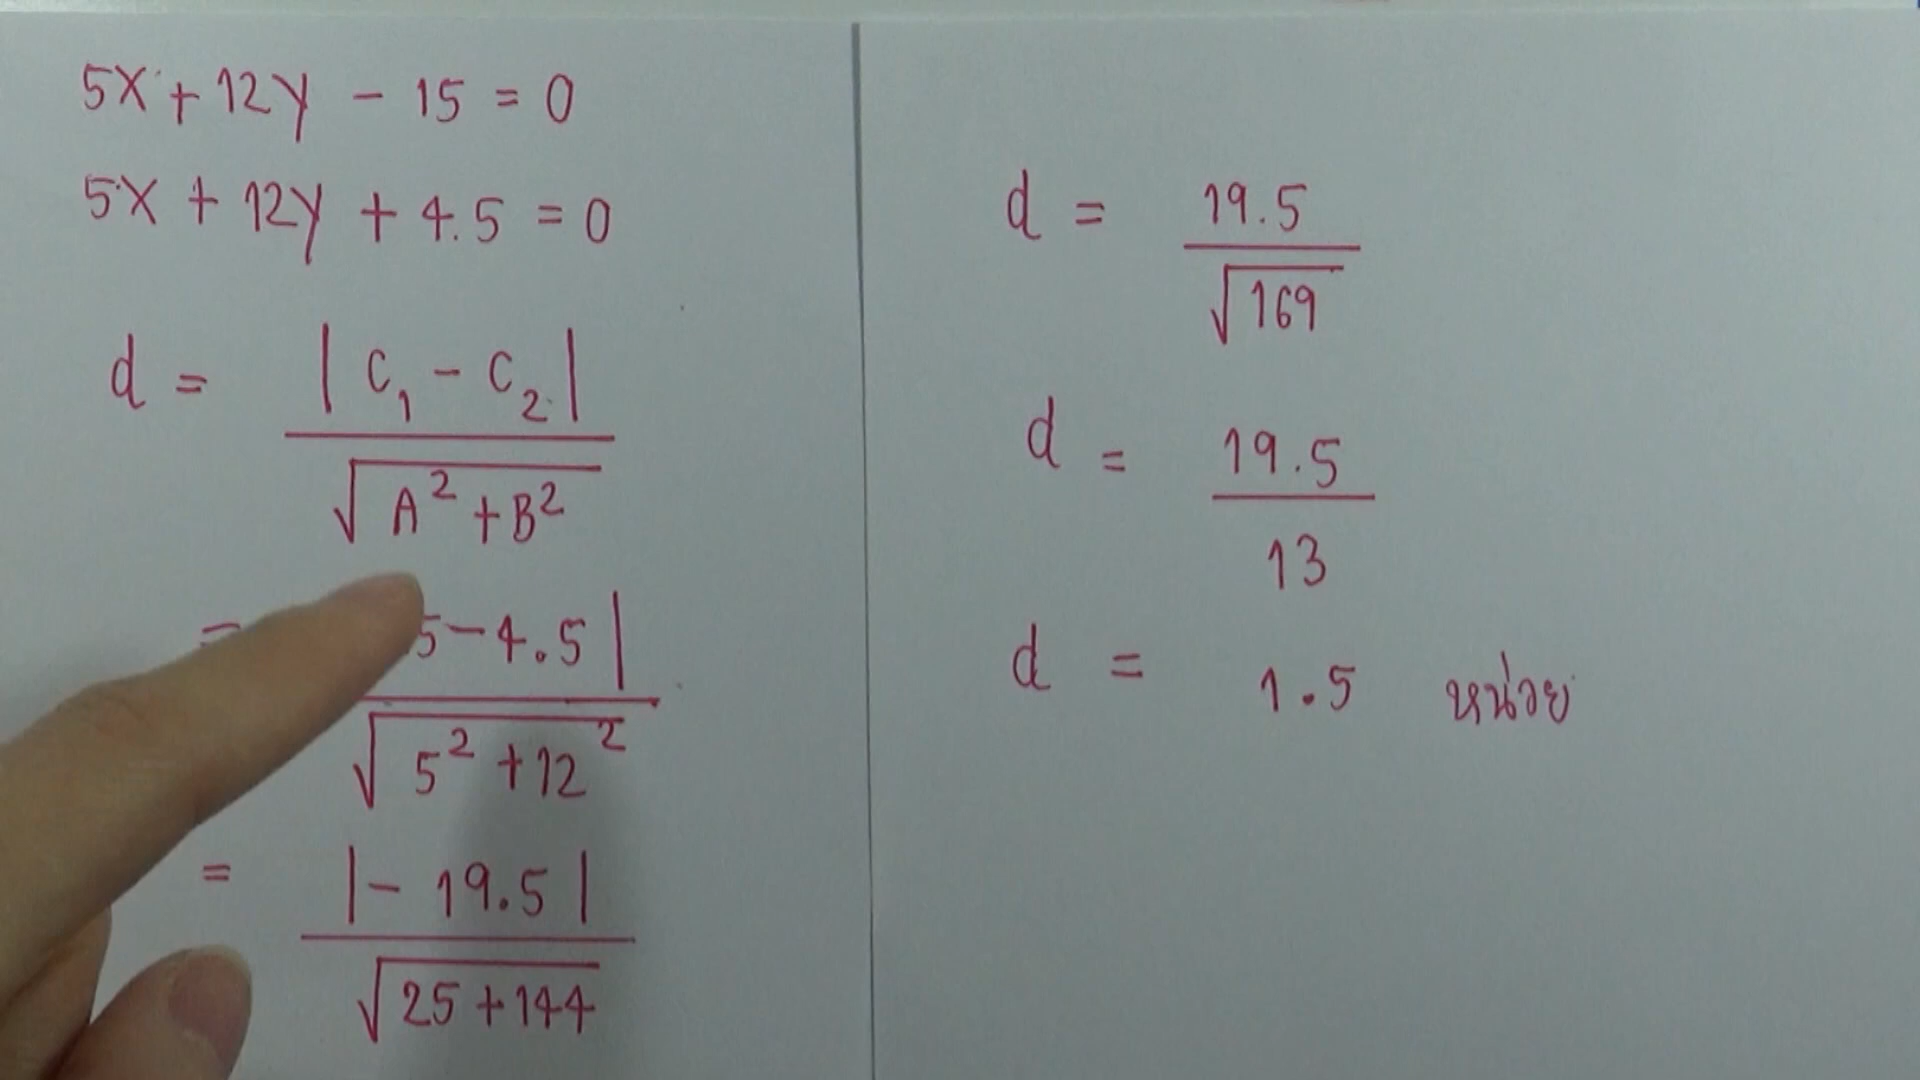 5X + 12y - 15 = 0
5X + 12y + 4.5 = 0
d = | C₁ - C₂ |
√A² + B²
= 5 - 4.5 |
√5² + 12²
= | - 19.5 |
√25 + 144
d = 19.5
√169
d = 19.5
13
d = 1.5 หน่วย